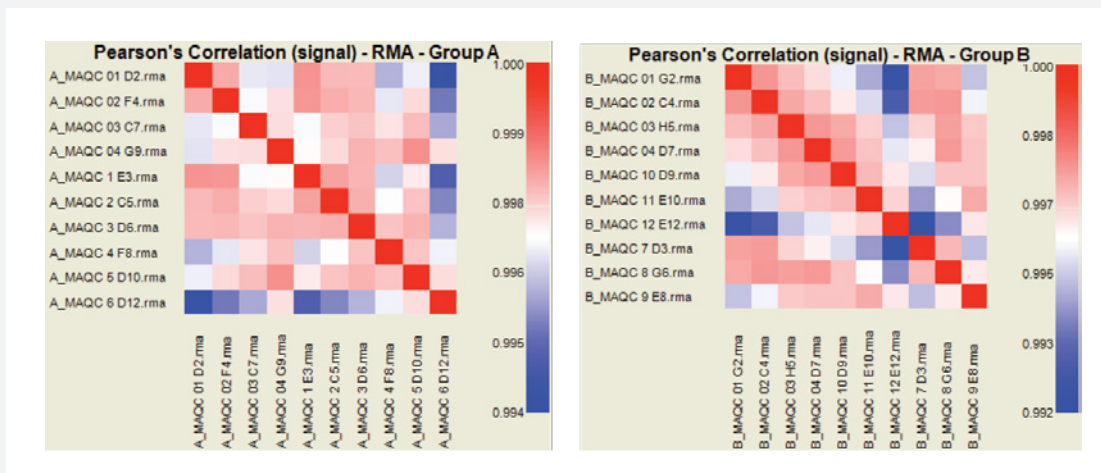 Pearson's Correlation (signal) - RMA - Group A
A_MAQC 01 D2.rma
A_MAQC 02 F4.rma
A_MAQC 03 C7.rma
A_MAQC 04 G9.rma
A_MAQC 1 E3.rma
A_MAQC 2 C5.rma
A_MAQC 3 D6.rma
A_MAQC 4 F8.rma
A_MAQC 5 D10.rma
A_MAQC 6 D12.rma
A_MAQC 01 D2.rma
A_MAQC 02 F4.rma
A_MAQC 03 C7.rma
A_MAQC 04 G9.rma
A_MAQC 1 E3.rma
A_MAQC 2 C5.rma
A_MAQC 3 D6.rma
A_MAQC 4 F8.rma
A_MAQC 5 D10.rma
A_MAQC 6 D12.rma
1.000
0.999
0.998
0.996
0.995
0.994
Pearson's Correlation (signal) - RMA - Group B
B_MAQC 01 G2.rma
B_MAQC 02 C4.rma
B_MAQC 03 H5.rma
B_MAQC 04 D7.rma
B_MAQC 10 D9.rma
B_MAQC 11 E10.rma
B_MAQC 12 E12.rma
B_MAQC 7 D3.rma
B_MAQC 8 G6.rma
B_MAQC 9 E8.rma
B_MAQC 01 G2.rma
B_MAQC 02 C4.rma
B_MAQC 03 H5.rma
B_MAQC 04 D7.rma
B_MAQC 10 D9.rma
B_MAQC 11 E10.rma
B_MAQC 12 E12.rma
B_MAQC 7 D3.rma
B_MAQC 8 G6.rma
B_MAQC 9 E8.rma
1.000
0.998
0.997
0.995
0.993
0.992